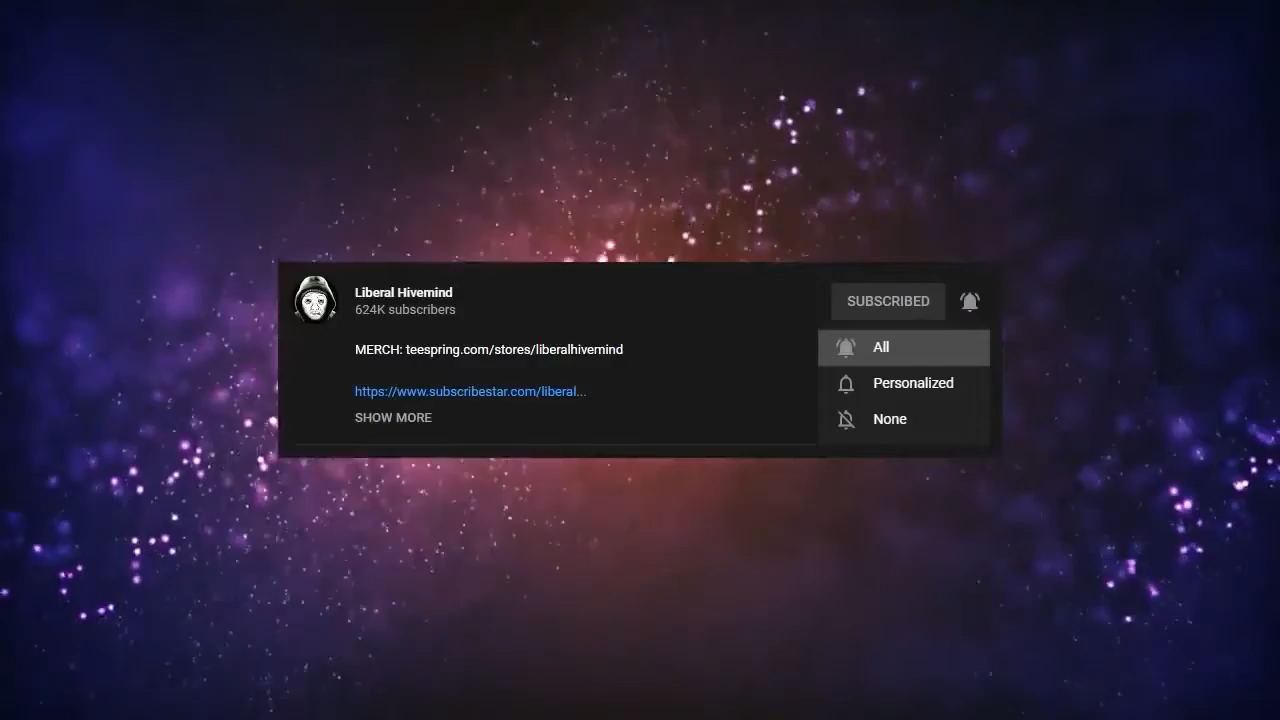 Liberal Hivemind
624K subscribers
SUBSCRIBED
MERCH: teespring.com/stores/liberalhivemind
https://www.subscribestar.com/liberal...
SHOW MORE
All
Personalized
None